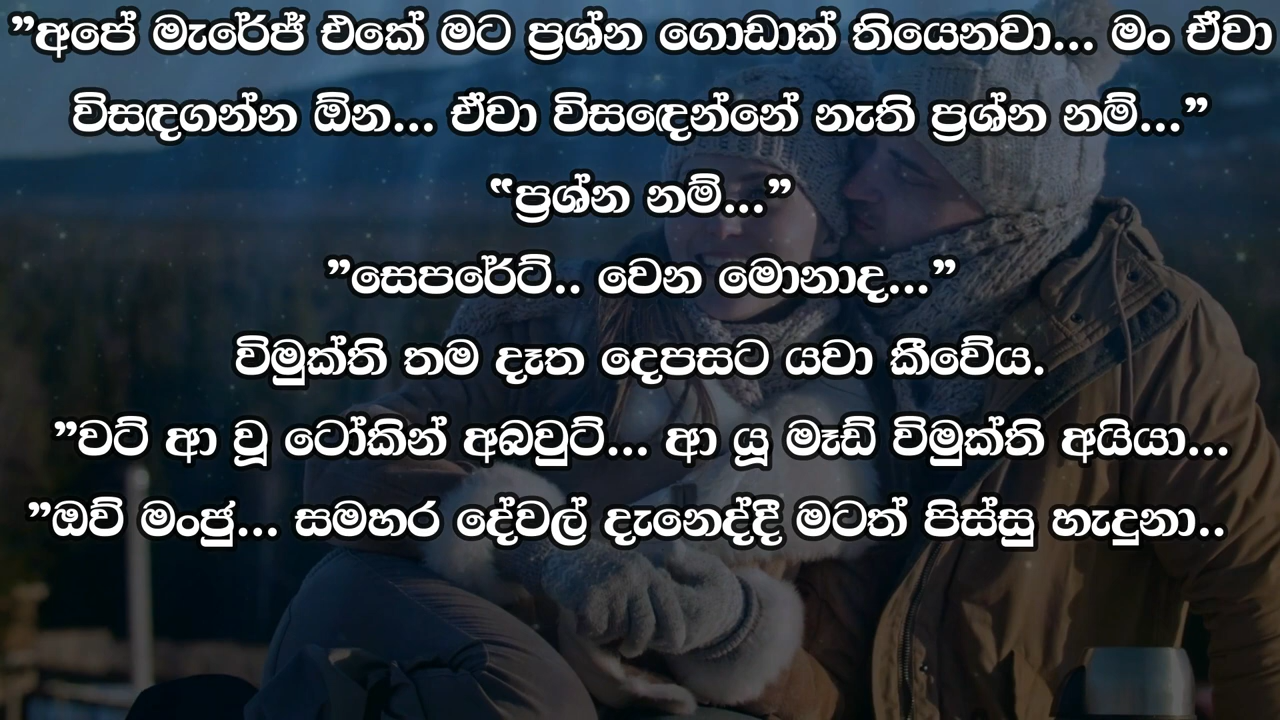 ”අපේ මැරේජ් එකේ මට ප්‍රශ්න ගොඩාක් තියෙනවා... මං ඒවා
විසඳගන්න ඕන... ඒවා විසඳෙන්නේ නැති ප්‍රශ්න නම්...”
“ප්‍රශ්න නම්...”
”සෙපරේට්.. වෙන මොනාද...”
විමුක්ති තම දෑත දෙපසට යවා කීවේය.
”වට් ආ වූ ටෝකින් අබවුට්... ආ යූ මෑඩ් විමුක්ති අයියා...
”ඔව් මංජු... සමහර දේවල් දැනෙද්දී මටත් පිස්සු හැදුනා..